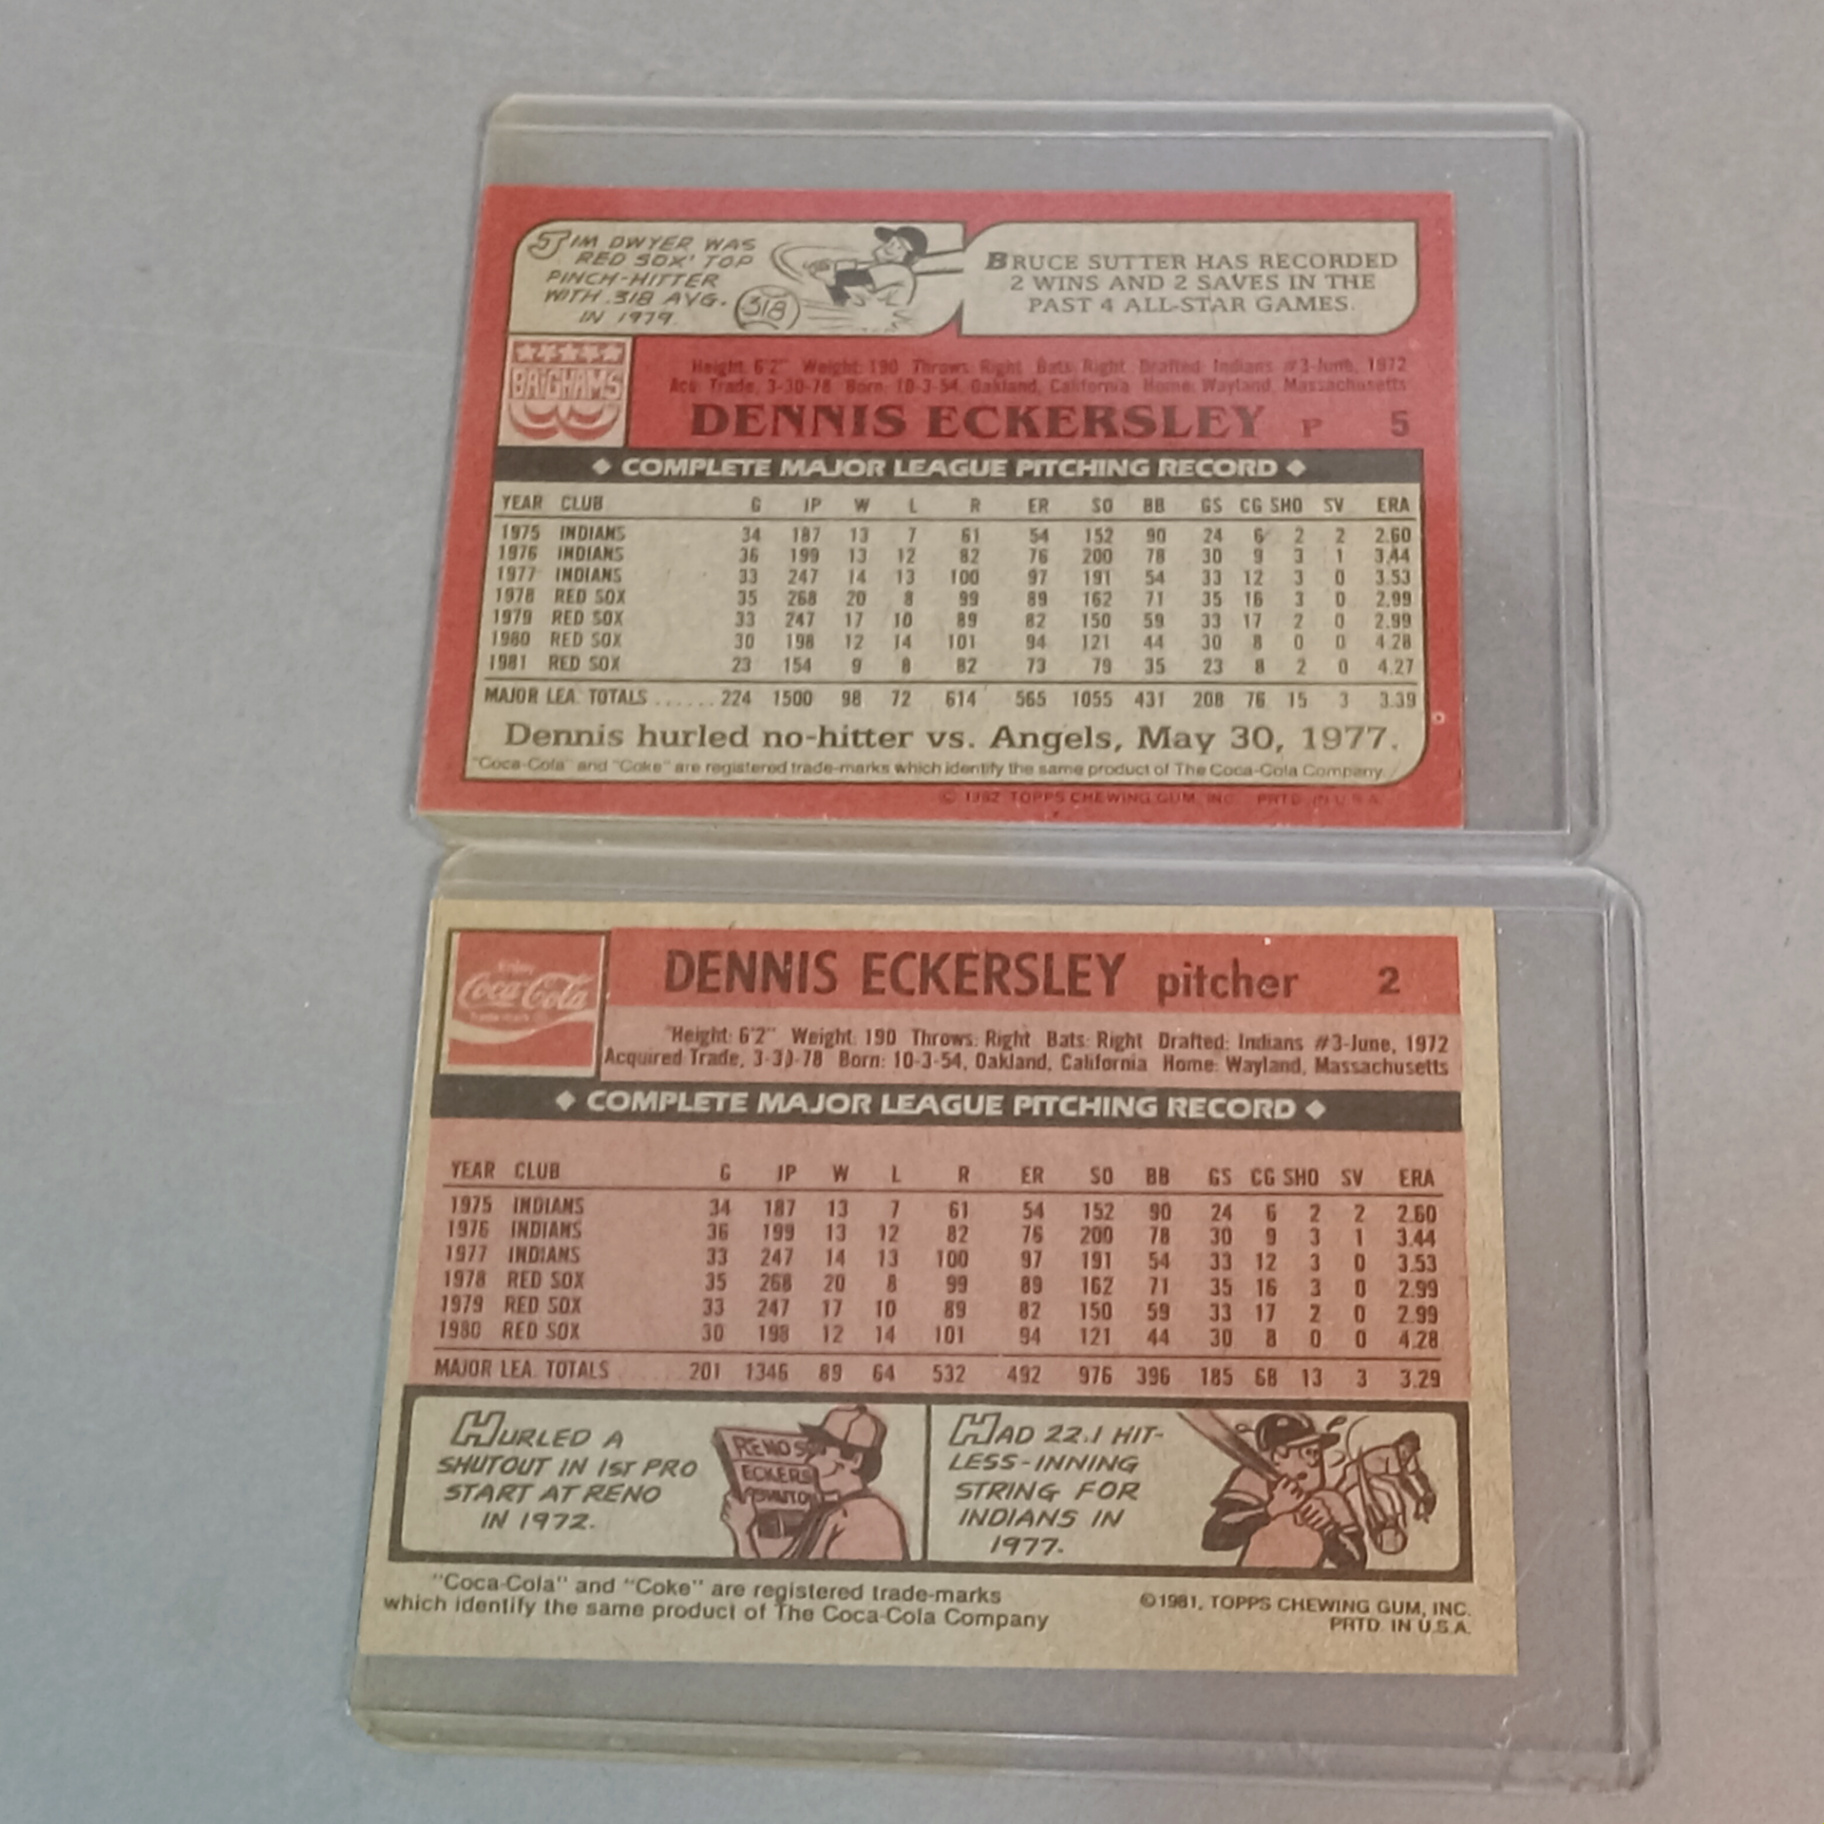 JIM DWYER WAS
RED SOX' TOP
PINCH-HITTER
WITH .318 AVG.
IN 1979.
318
BRUCE SUTTER HAS RECORDED
2 WINS AND 2 SAVES IN THE
PAST 4 ALL-STAR GAMES.
BRIGHAMS
Height: 6'2" Weight: 190 Throws: Right Bats: Right Drafted: Indians #3-June, 1972
Acq: Trade, 3-30-78 Born: 10-3-54, Oakland, California Home: Wayland, Massachusetts
DENNIS ECKERSLEY P 5
◆ COMPLETE MAJOR LEAGUE PITCHING RECORD ◆
YEAR CLUB G IP W L R ER SO BB GS CG SHO SV ERA
1975 INDIANS 34 187 13 7 61 54 152 90 24 6 2 2 2.60
1976 INDIANS 36 199 13 12 82 76 200 78 30 9 3 1 3.44
1977 INDIANS 33 247 14 13 100 97 191 54 33 12 3 0 3.53
1978 RED SOX 35 268 20 8 99 89 162 71 35 16 3 0 2.99
1979 RED SOX 33 247 17 10 89 82 150 59 33 17 2 0 2.99
1980 RED SOX 30 198 12 14 101 94 121 44 30 8 0 0 4.28
1981 RED SOX 23 154 9 8 82 73 79 35 23 8 2 0 4.27
MAJOR LEA. TOTALS ...... 224 1500 98 72 614 565 1055 431 208 76 15 3 3.39
Dennis hurled no-hitter vs. Angels, May 30, 1977.
"Coca-Cola" and "Coke" are registered trade-marks which identify the same product of The Coca-Cola Company.
© 1982 TOPPS CHEWING GUM, INC. PRTD. IN U.S.A.
Enjoy
Coca-Cola
Trade-mark
DENNIS ECKERSLEY pitcher 2
Height: 6'2" Weight: 190 Throws: Right Bats: Right Drafted: Indians #3-June, 1972
Acquired Trade, 3-30-78 Born: 10-3-54, Oakland, California Home: Wayland, Massachusetts
◆ COMPLETE MAJOR LEAGUE PITCHING RECORD ◆
YEAR CLUB G IP W L R ER SO BB GS CG SHO SV ERA
1975 INDIANS 34 187 13 7 61 54 152 90 24 6 2 2 2.60
1976 INDIANS 36 199 13 12 82 76 200 78 30 9 3 1 3.44
1977 INDIANS 33 247 14 13 100 97 191 54 33 12 3 0 3.53
1978 RED SOX 35 268 20 8 99 89 162 71 35 16 3 0 2.99
1979 RED SOX 33 247 17 10 89 82 150 59 33 17 2 0 2.99
1980 RED SOX 30 198 12 14 101 94 121 44 30 8 0 0 4.28
MAJOR LEA. TOTALS ...... 201 1346 89 64 532 492 976 396 185 68 13 3 3.29
HURLED A
SHUTOUT IN 1ST PRO
START AT RENO
IN 1972.
RENO S
ECKERS
HAD 22.1 HIT-
LESS-INNING
STRING FOR
INDIANS IN
1977.
"Coca-Cola" and "Coke" are registered trade-marks
which identify the same product of The Coca-Cola Company
©1981, TOPPS CHEWING GUM, INC.
PRTD. IN U.S.A.